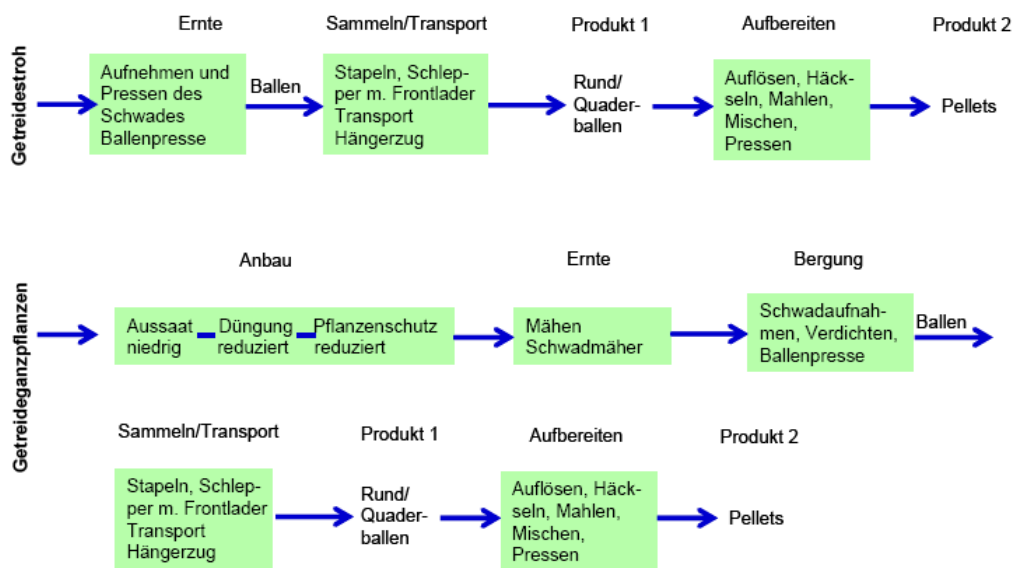 Ernte
Sammeln/Transport
Produkt 1
Aufbereiten
Produkt 2
Getreidestroh
Aufnehmen und
Pressen des
Schwades
Ballenpresse
Ballen
Stapeln, Schlep-
per m. Frontlader
Transport
Hängerzug
Rund/
Quader-
ballen
Auflösen, Häck-
seln, Mahlen,
Mischen,
Pressen
Pellets
Getreideganzpflanzen
Anbau
Ernte
Bergung
Aussaat
niedrig
Düngung
reduziert
Pflanzenschutz
reduziert
Mähen
Schwadmäher
Schwadaufnah-
men, Verdichten,
Ballenpresse
Ballen
Sammeln/Transport
Produkt 1
Aufbereiten
Produkt 2
Stapeln, Schlep-
per m. Frontlader
Transport
Hängerzug
Rund/
Quader-
ballen
Auflösen, Häck-
seln, Mahlen,
Mischen,
Pressen
Pellets